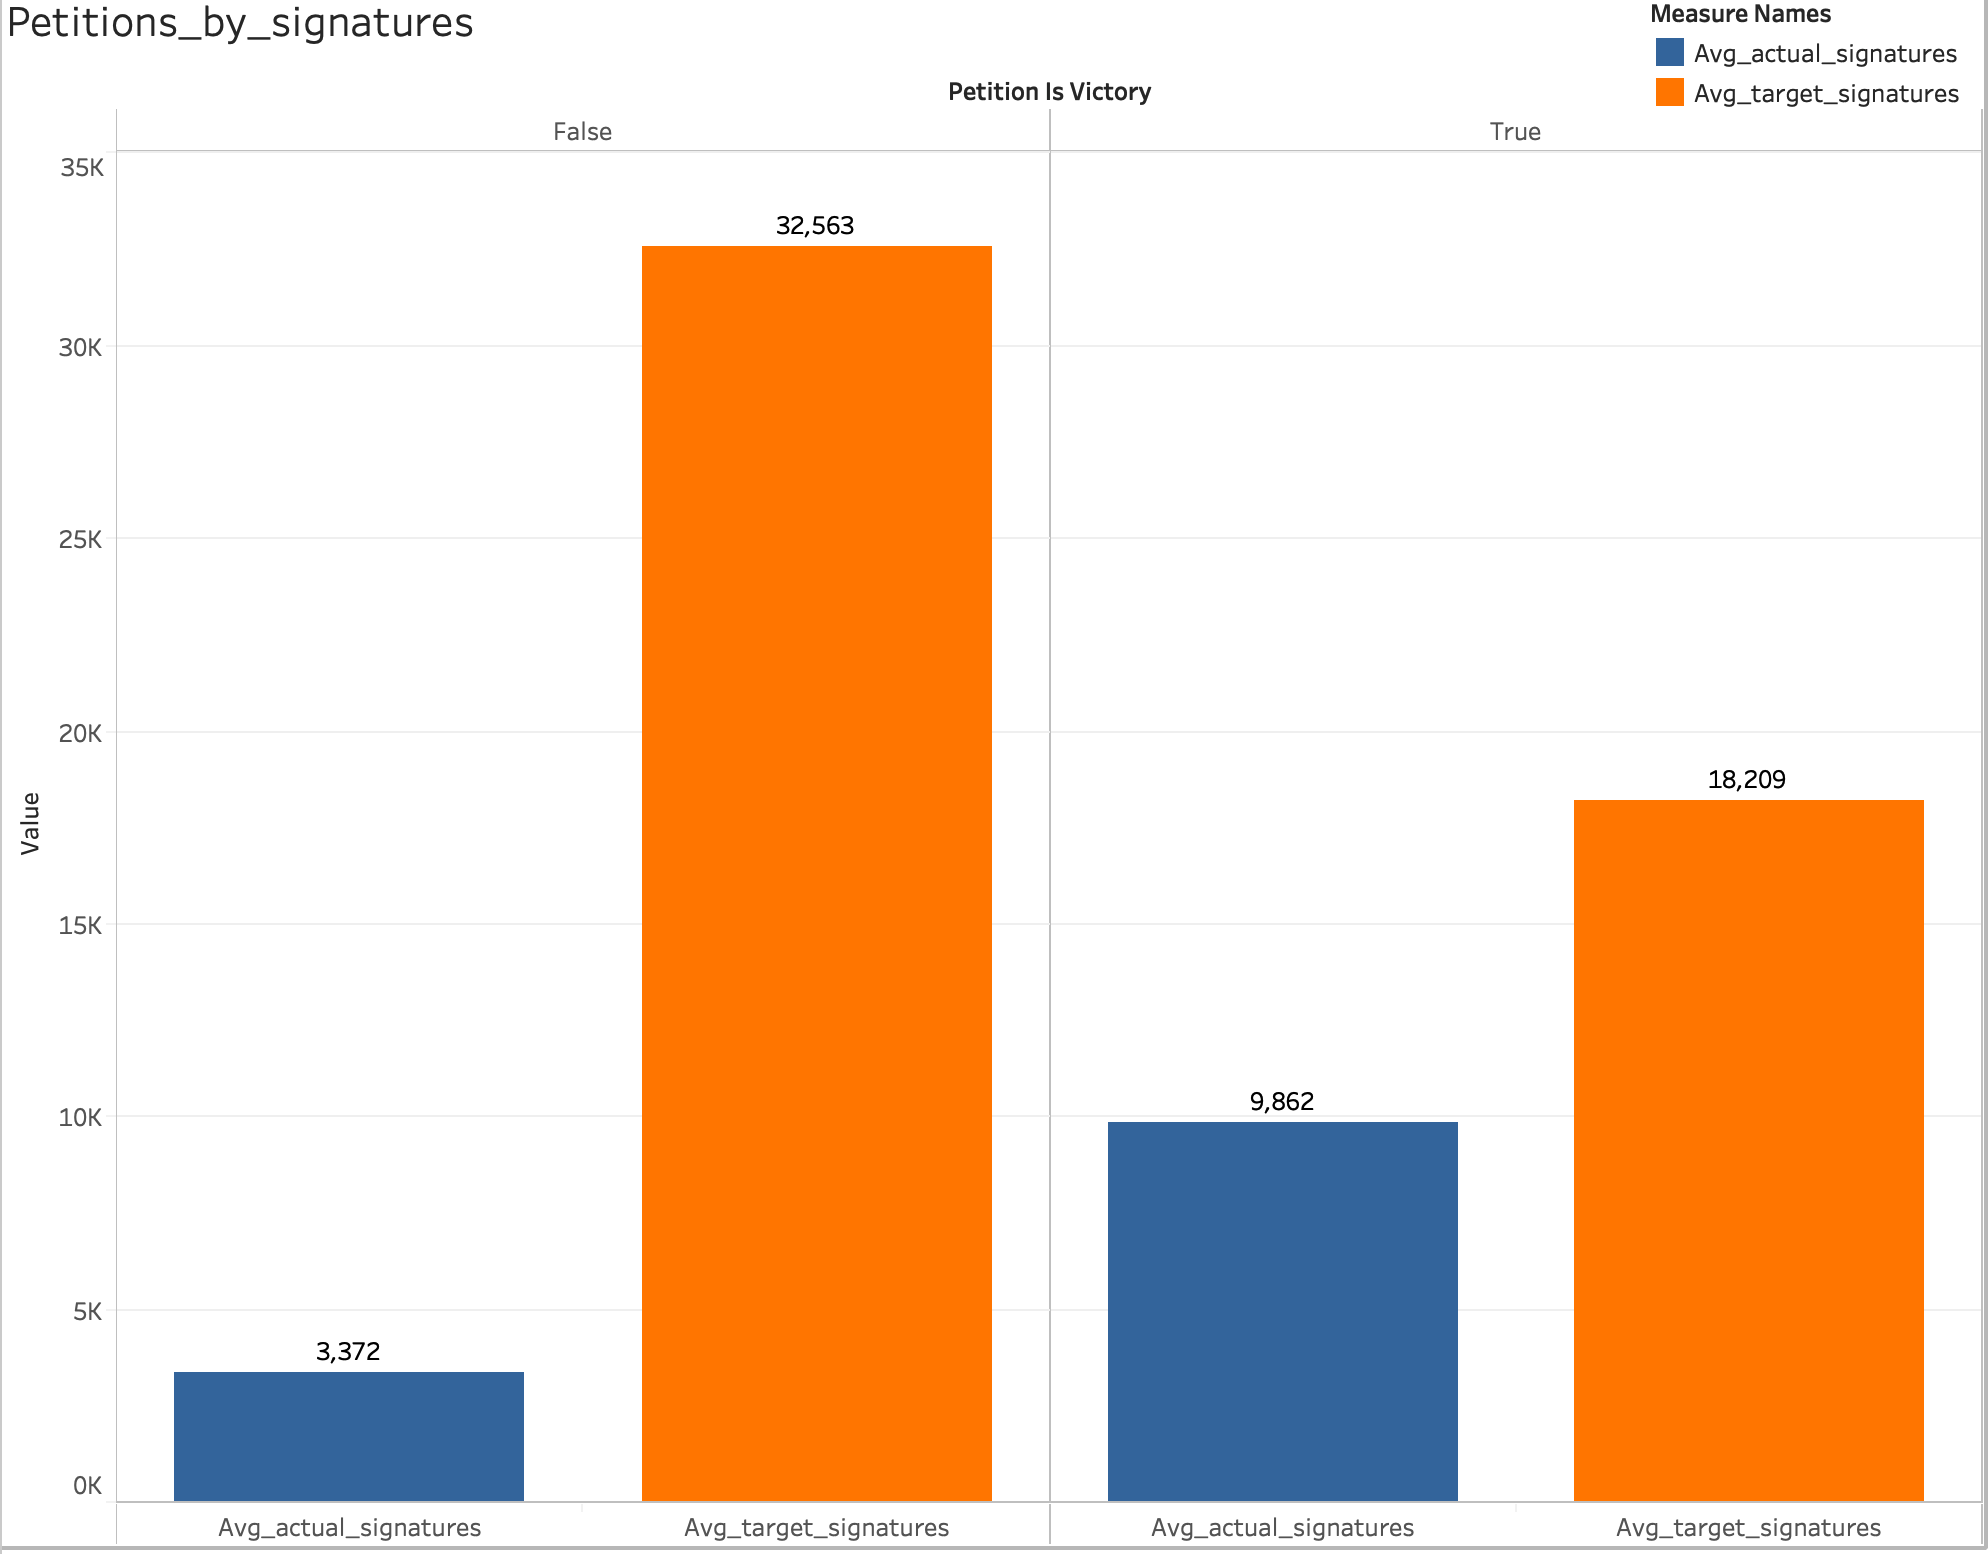 Petitions_by_signatures
Measure Names
Avg_actual_signatures
Avg_target_signatures
Petition Is Victory
False
True
35K
30K
25K
20K
15K
10K
5K
0K
Value
32,563
18,209
9,862
3,372
Avg_actual_signatures
Avg_target_signatures
Avg_actual_signatures
Avg_target_signatures